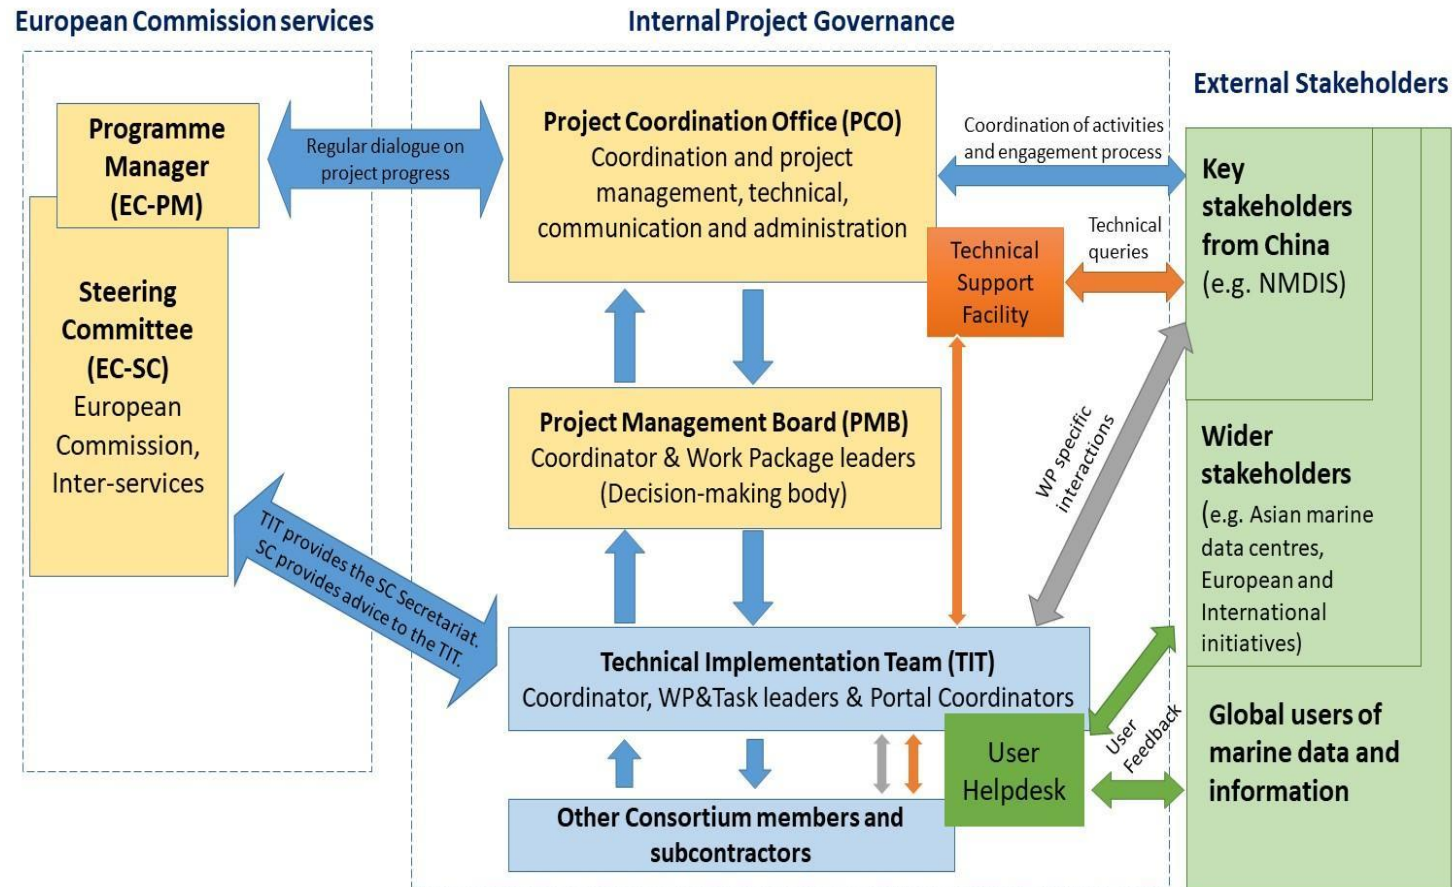 European Commission services
Internal Project Governance
External Stakeholders
Programme
Manager
(EC-PM)
Steering
Committee
(EC-SC)
European
Commission,
Inter-services
Regular dialogue on
project progress
TIT provides the SC Secretariat.
SC provides advice to the TIT.
Project Coordination Office (PCO)
Coordination and project
management, technical,
communication and administration
Technical
Support
Facility
Project Management Board (PMB)
Coordinator & Work Package leaders
(Decision-making body)
Technical Implementation Team (TIT)
Coordinator, WP&Task leaders & Portal Coordinators
User
Helpdesk
Other Consortium members and
subcontractors
Coordination of activities
and engagement process
Technical
queries
WP specific
interactions
User
Feedback
Key
stakeholders
from China
(e.g. NMDIS)
Wider
stakeholders
(e.g. Asian marine
data centres,
European and
International
initiatives)
Global users of
marine data and
information